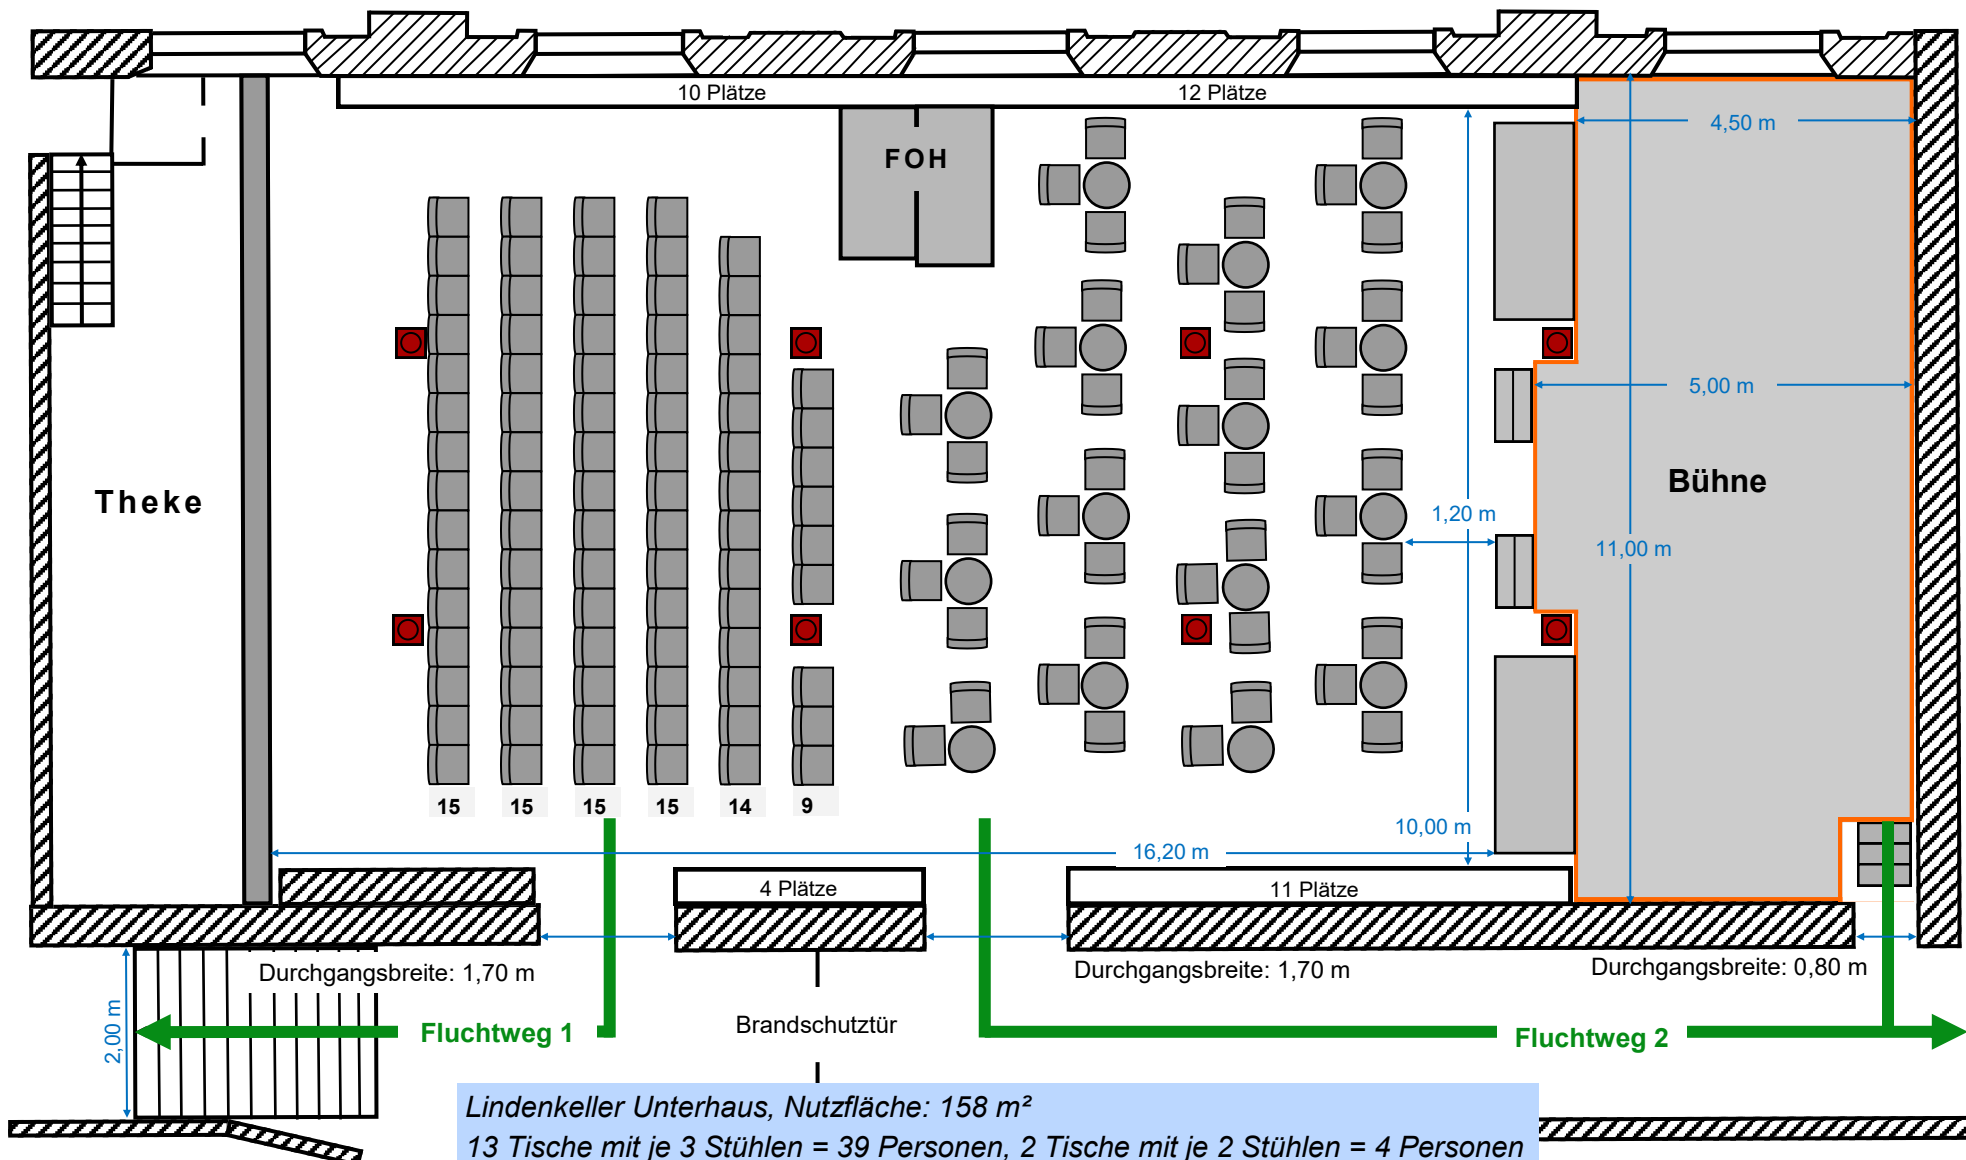 10 Plätze
12 Plätze
4,50 m
FOH
5,00 m
Theke
Bühne
1,20 m
11,00 m
15
15
15
15
14
9
10,00 m
16,20 m
4 Plätze
11 Plätze
Durchgangsbreite: 1,70 m
Durchgangsbreite: 1,70 m
Durchgangsbreite: 0,80 m
2,00 m
Fluchtweg 1
Brandschutztür
Fluchtweg 2
Lindenkeller Unterhaus, Nutzfläche: 158 m²
13 Tische mit je 3 Stühlen = 39 Personen, 2 Tische mit je 2 Stühlen = 4 Personen